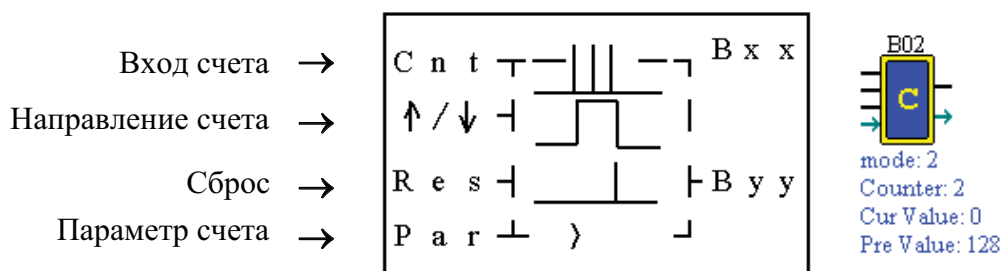 Вход счета → C n t B x x
Направление счета → ↑ / ↓
Сброс → R e s B y y
Параметр счета → P a r
B02
C
mode: 2
Counter: 2
Cur Value: 0
Pre Value: 128